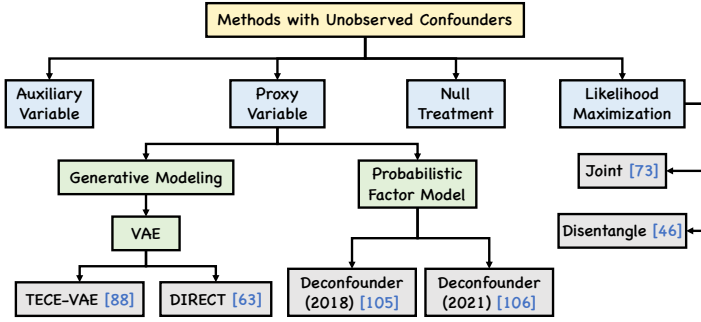 Methods with Unobserved Confounders
Auxiliary
Variable
Proxy
Variable
Null
Treatment
Likelihood
Maximization
Generative Modeling
Probabilistic
Factor Model
Joint [73]
VAE
Disentangle [46]
TECE-VAE [88]
DIRECT [63]
Deconfounder
(2018) [105]
Deconfounder
(2021) [106]